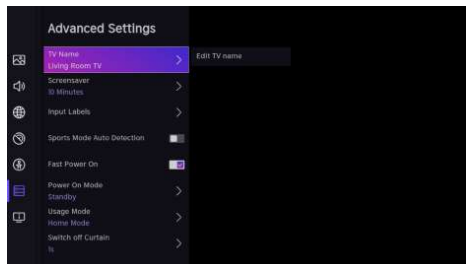 Advanced Settings
TV Name
Living Room TV
Edit TV name
Screensaver
10 Minutes
Input Labels
Sports Mode Auto Detection
Fast Power On
Power On Mode
Standby
Usage Mode
Home Mode
Switch off Curtain
1s